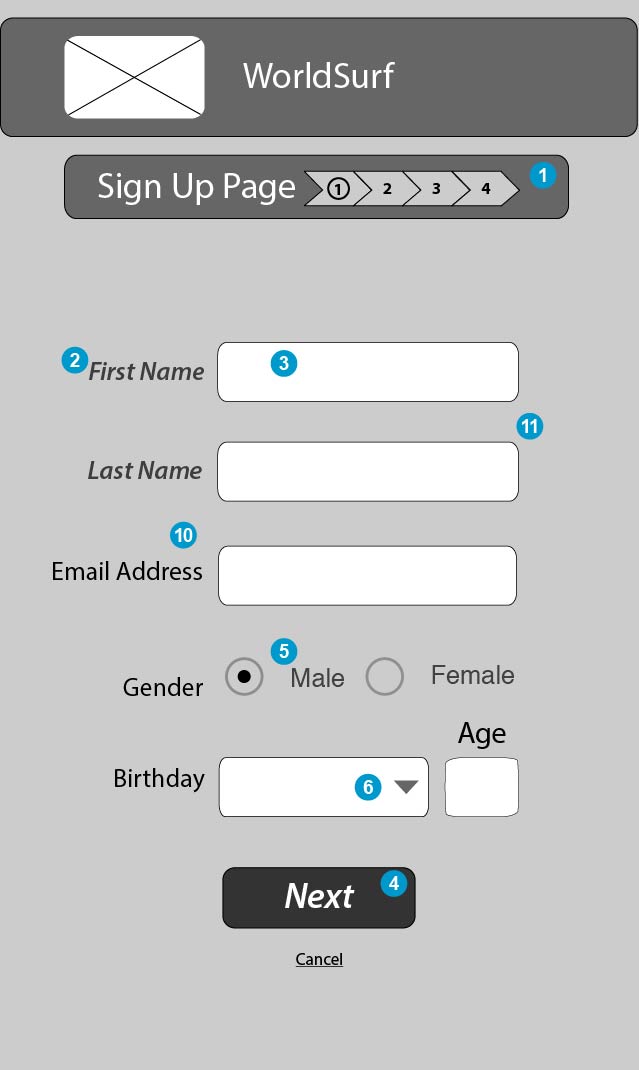 WorldSurf
Sign Up Page 1 2 3 4 1
2 First Name 3
11
Last Name
10
Email Address
5
Gender Male Female
Age
Birthday 6
Next 4
Cancel